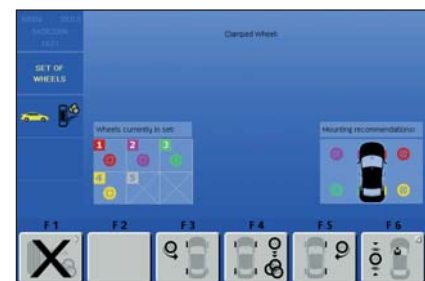 SET OF
WHEELS
Clamped Wheel:
Wheels currently in set:
1 2 3
4 5
Mounting recommendations:
F 1 F 2 F 3 F 4 F 5 F 6